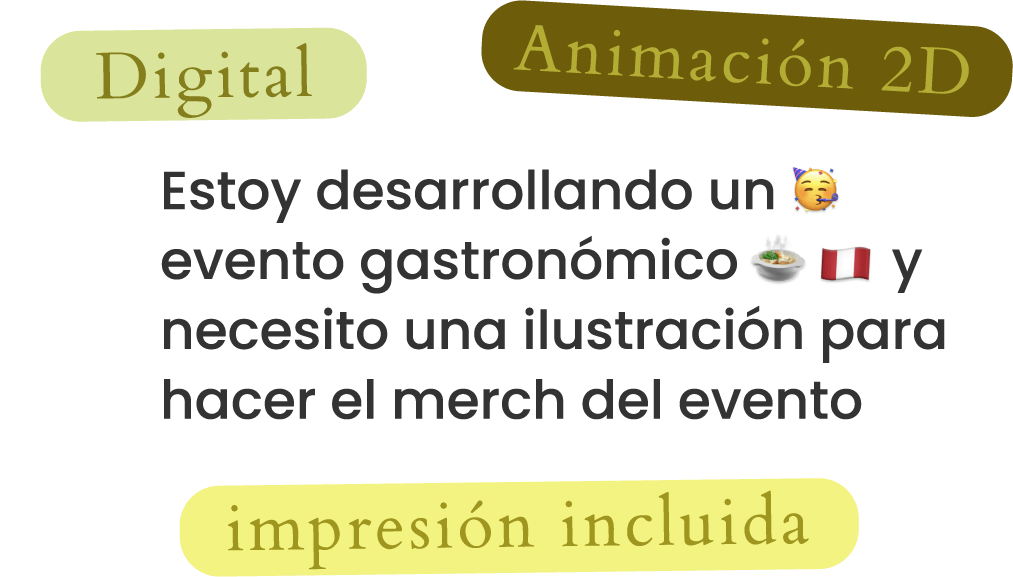 Digital
Animación 2D
Estoy desarrollando un 🥳
evento gastronómico 🍲 🇵🇪 y
necesito una ilustración para
hacer el merch del evento
impresión incluida